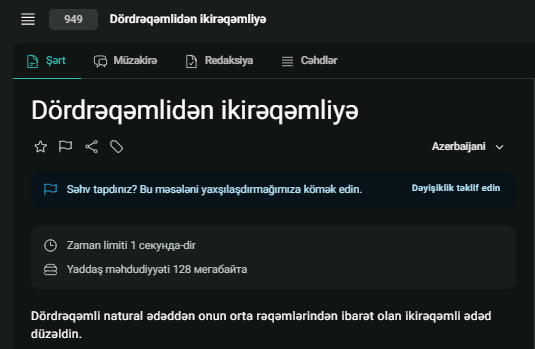 949 Dördrəqəmlidən ikirəqəmliyə
Şərt Müzakirə Redaksiya Cəhdlər
Dördrəqəmlidən ikirəqəmliyə
Azerbaijani
Səhv tapdınız? Bu məsələni yaxşılaşdırmağımıza kömək edin. Dəyişiklik təklif edin
Zaman limiti 1 секунда-dir
Yaddaş məhdudiyyəti 128 мегабайта
Dördrəqəmli natural ədəddən onun orta rəqəmlərindən ibarət olan ikirəqəmli ədəd
düzəldin.